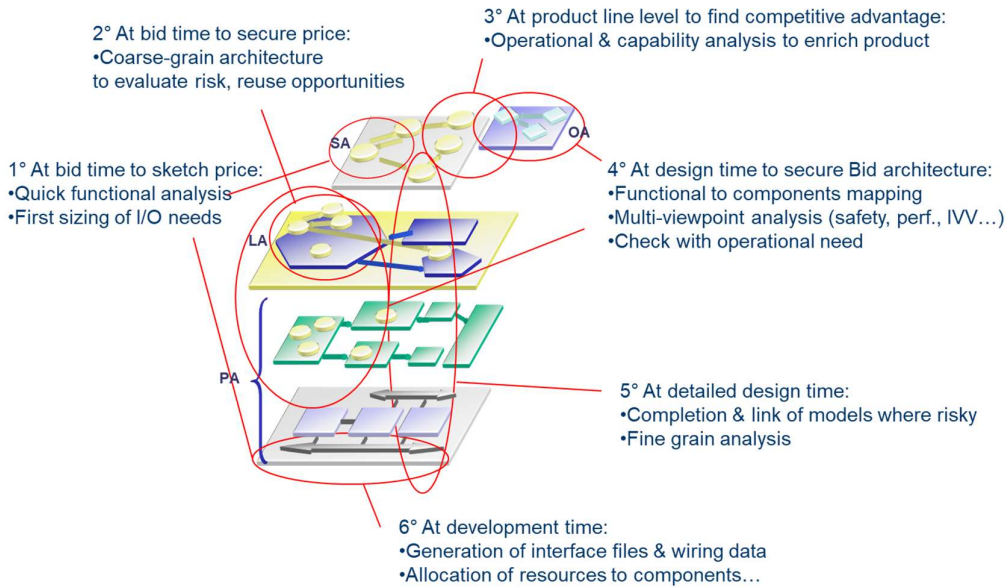 2° At bid time to secure price:
•Coarse-grain architecture
to evaluate risk, reuse opportunities
3° At product line level to find competitive advantage:
•Operational & capability analysis to enrich product
SA
OA
1° At bid time to sketch price:
•Quick functional analysis
•First sizing of I/O needs
4° At design time to secure Bid architecture:
•Functional to components mapping
•Multi-viewpoint analysis (safety, perf., IVV…)
•Check with operational need
LA
PA
5° At detailed design time:
•Completion & link of models where risky
•Fine grain analysis
6° At development time:
•Generation of interface files & wiring data
•Allocation of resources to components…